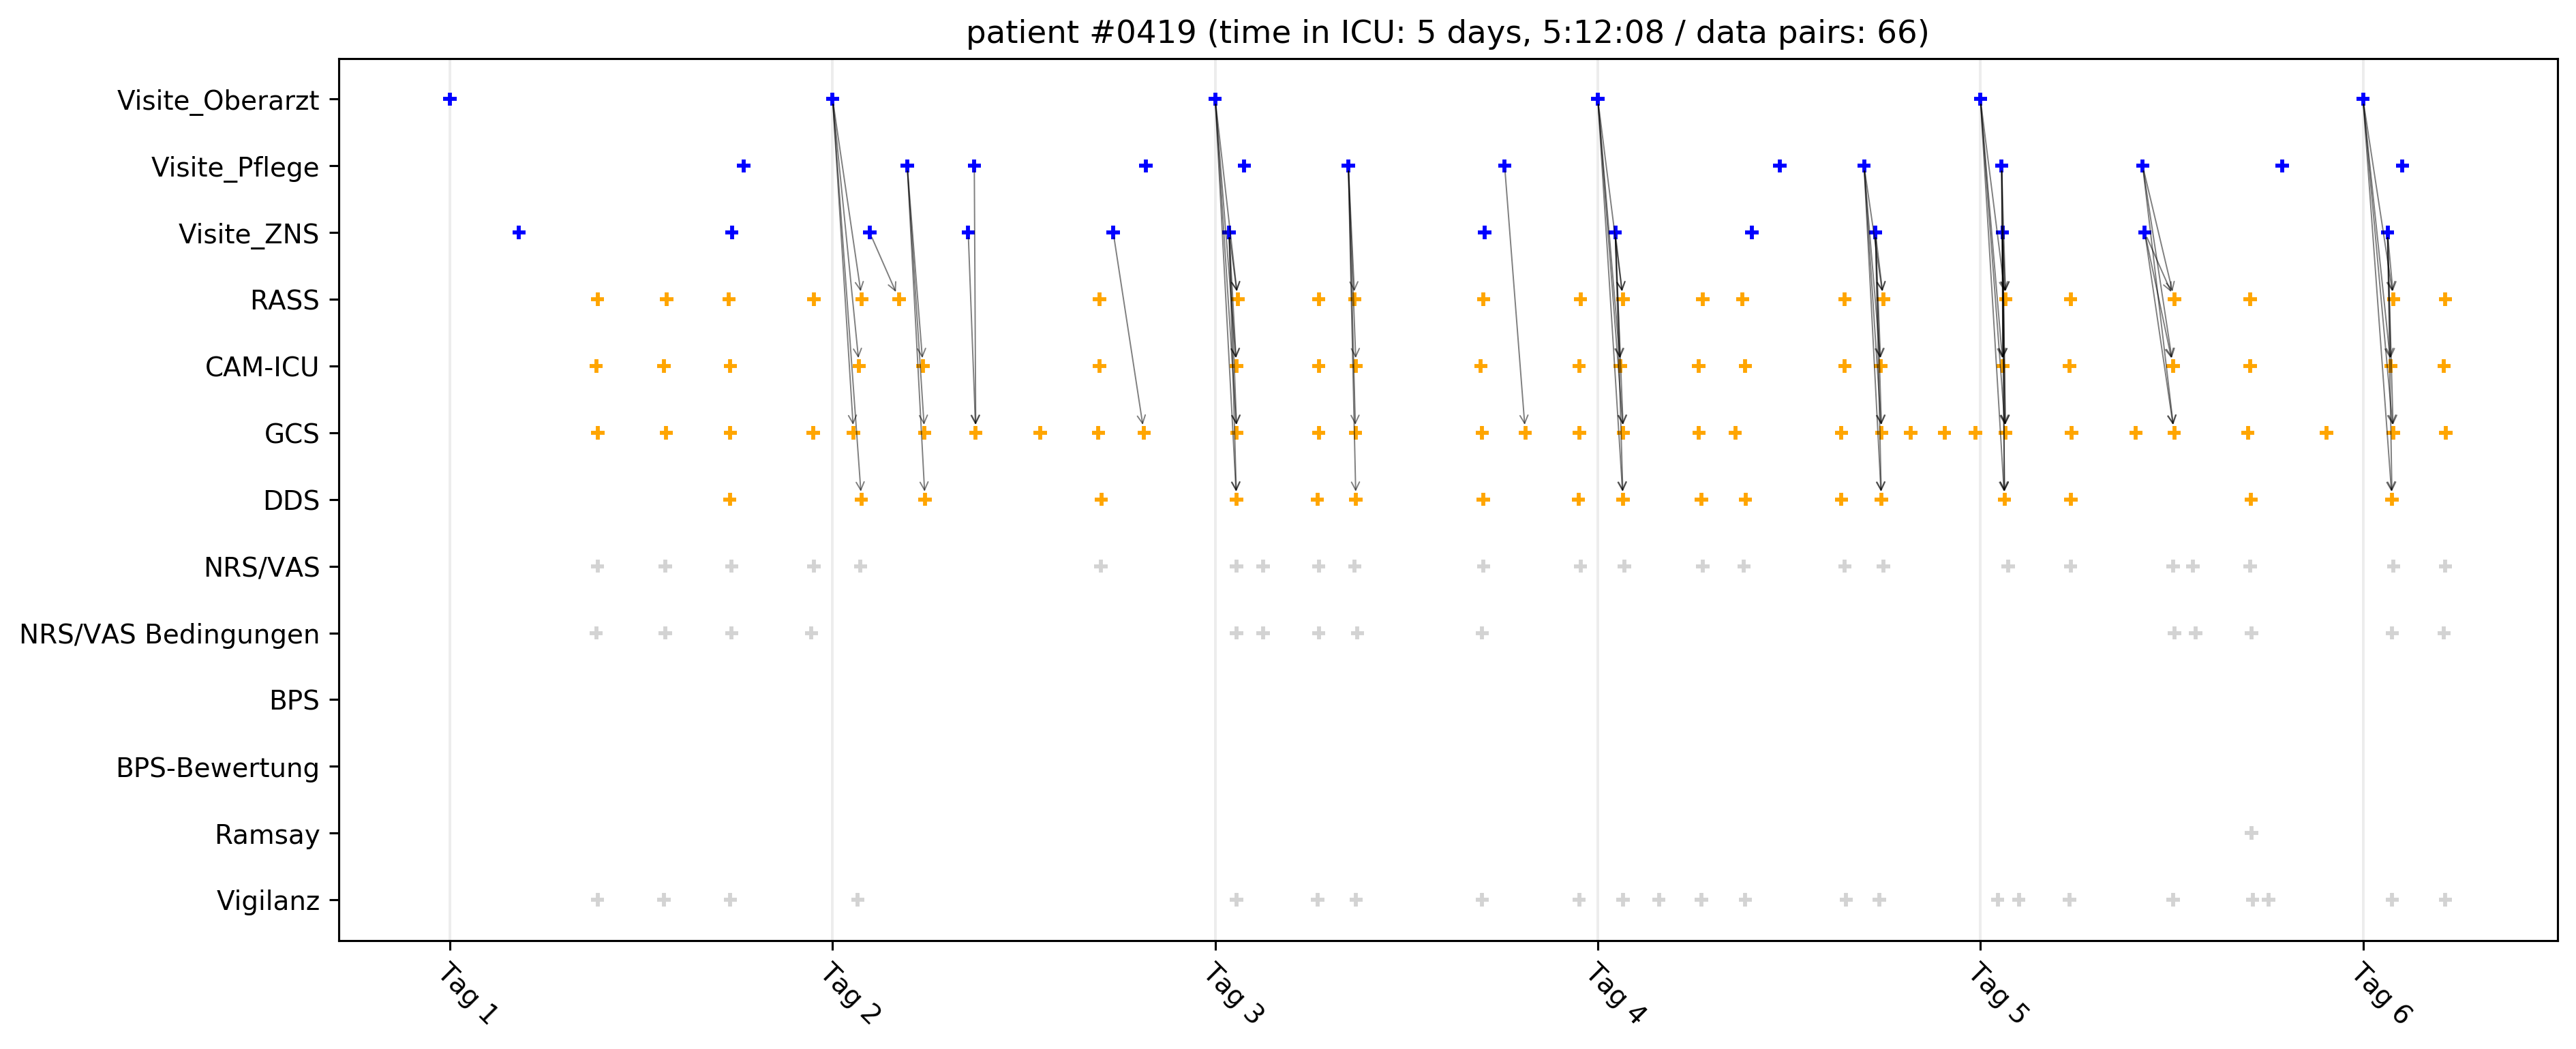 patient #0419 (time in ICU: 5 days, 5:12:08 / data pairs: 66)
Visite_Oberarzt
Visite_Pflege
Visite_ZNS
RASS
CAM-ICU
GCS
DDS
NRS/VAS
NRS/VAS Bedingungen
BPS
BPS-Bewertung
Ramsay
Vigilanz
Tag 1
Tag 2
Tag 3
Tag 4
Tag 5
Tag 6